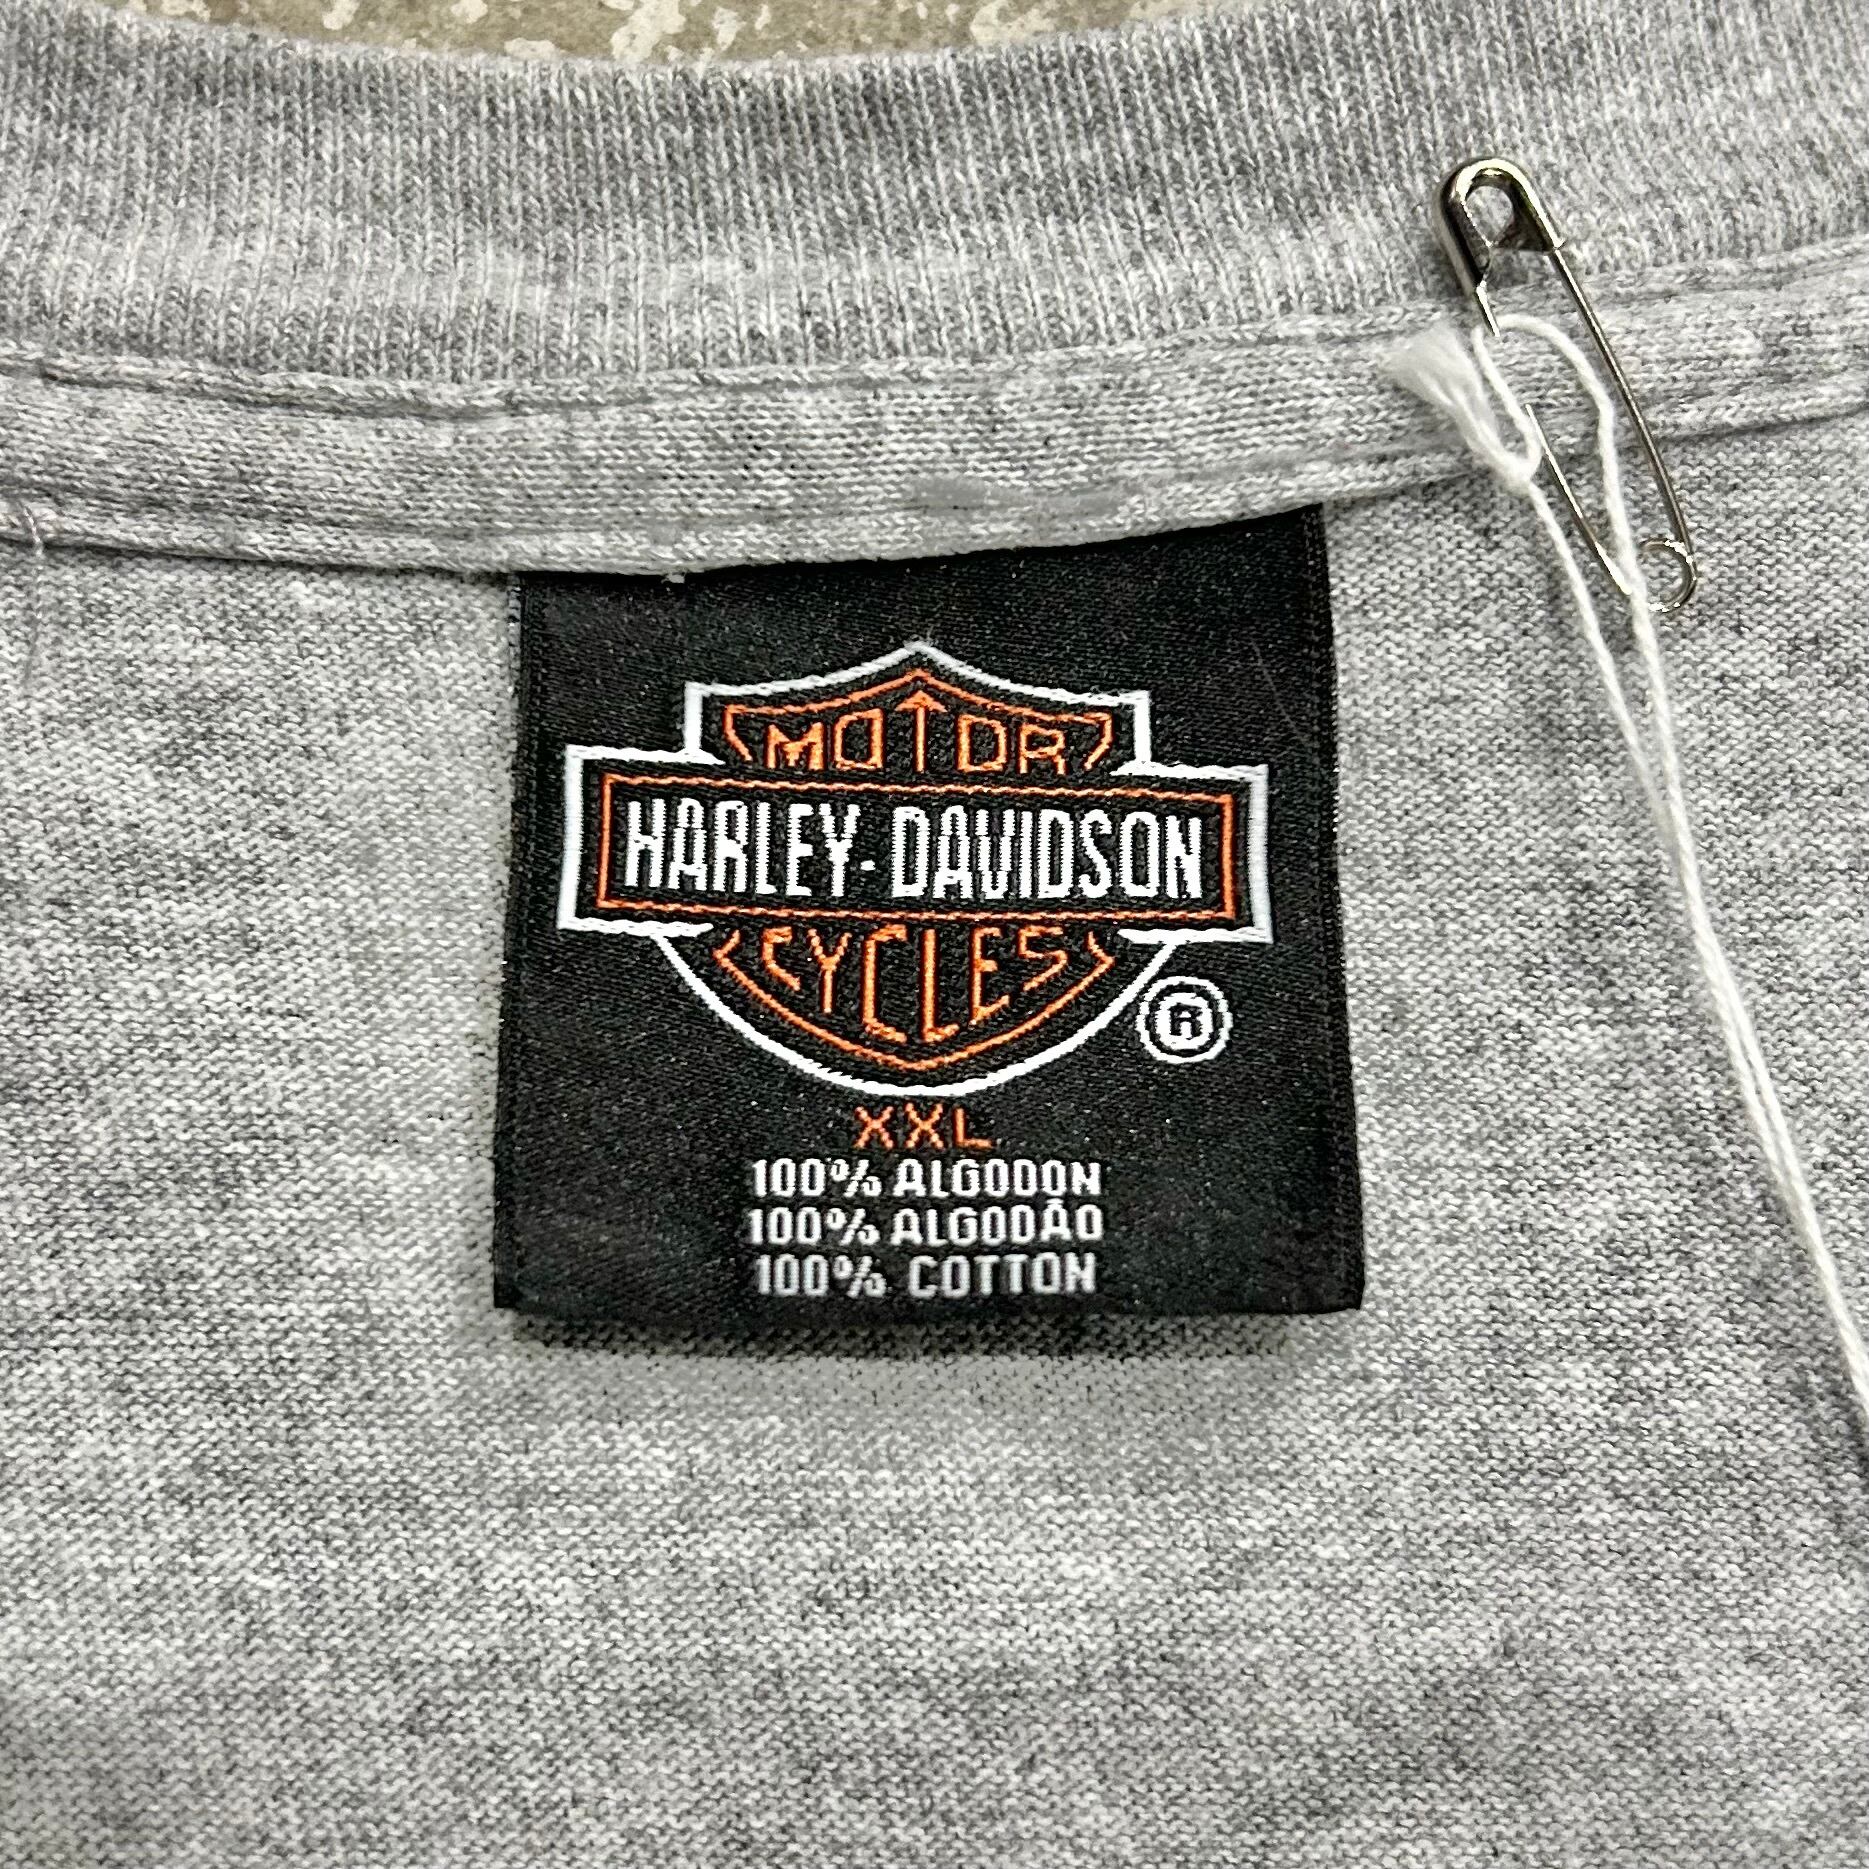 MOTOR
HARLEY-DAVIDSON
CYCLES
®
XXL
100% ALGODON
100% ALGODÃO
100% COTTON